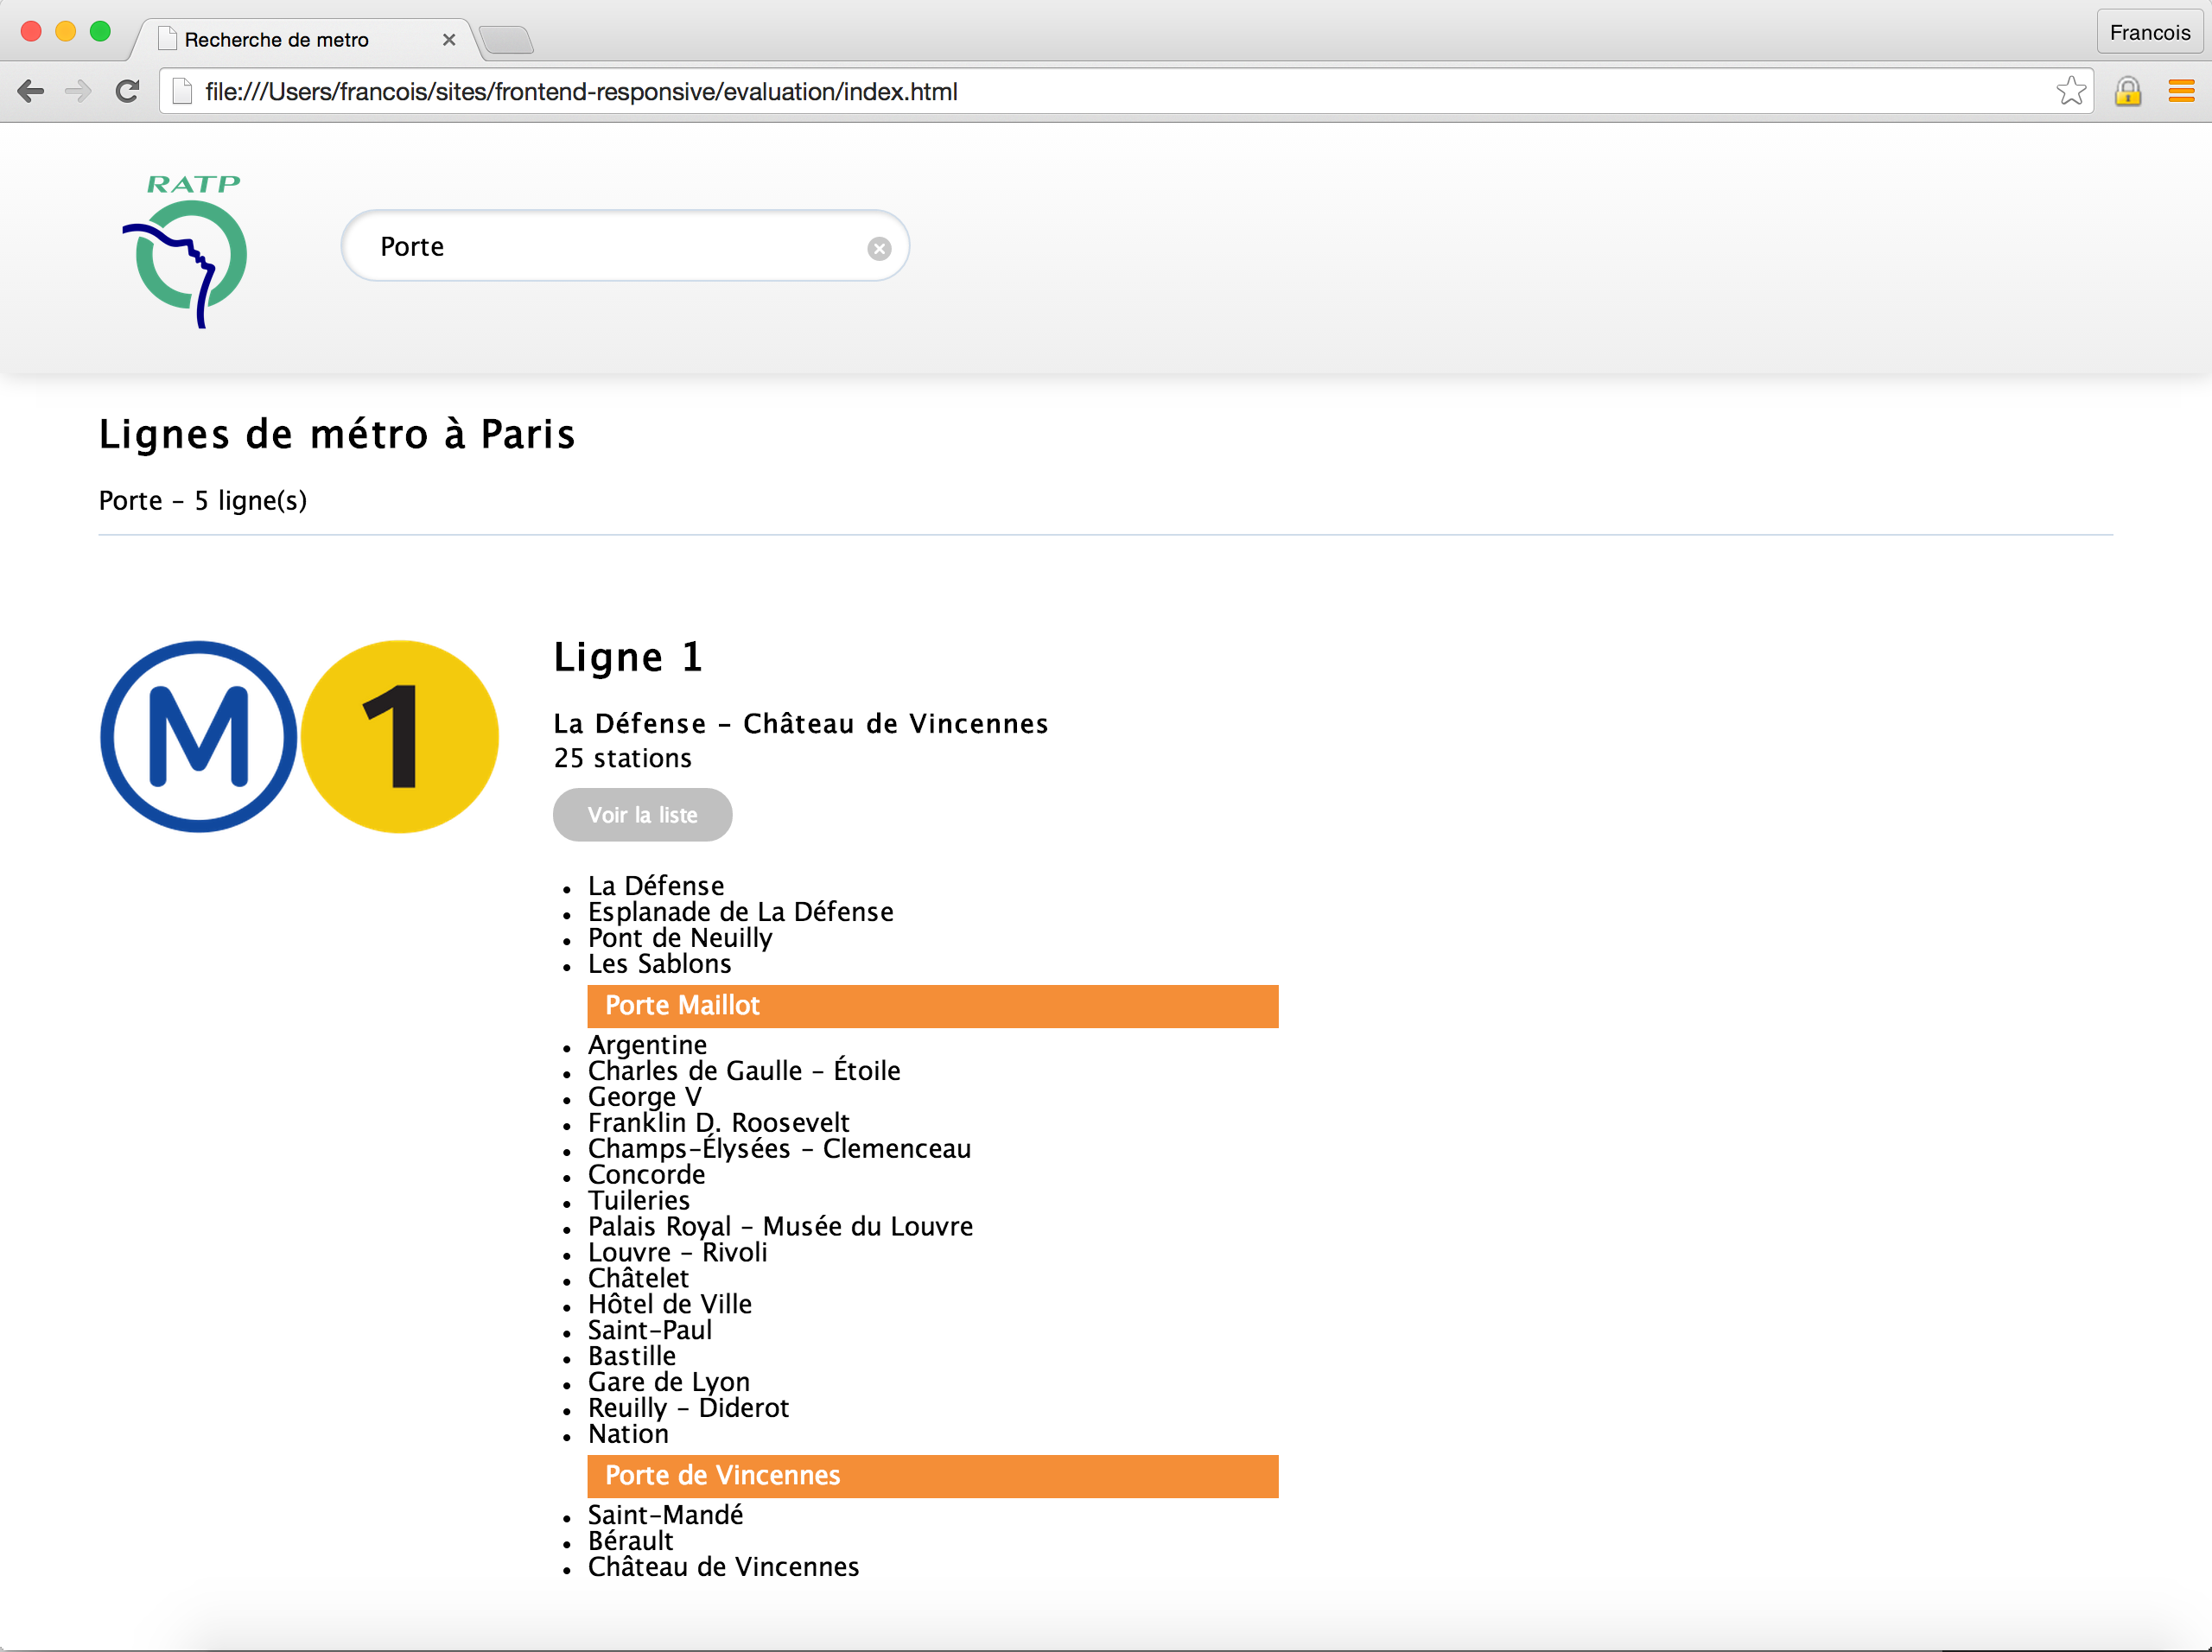 Recherche de metro
Francois
file:///Users/francois/sites/frontend-responsive/evaluation/index.html
RATP
Porte
Lignes de métro à Paris
Porte - 5 ligne(s)
M 1
Ligne 1
La Défense - Château de Vincennes
25 stations
Voir la liste
La Défense
Esplanade de La Défense
Pont de Neuilly
Les Sablons
Porte Maillot
Argentine
Charles de Gaulle - Étoile
George V
Franklin D. Roosevelt
Champs-Élysées - Clemenceau
Concorde
Tuileries
Palais Royal - Musée du Louvre
Louvre - Rivoli
Châtelet
Hôtel de Ville
Saint-Paul
Bastille
Gare de Lyon
Reuilly - Diderot
Nation
Porte de Vincennes
Saint-Mandé
Bérault
Château de Vincennes